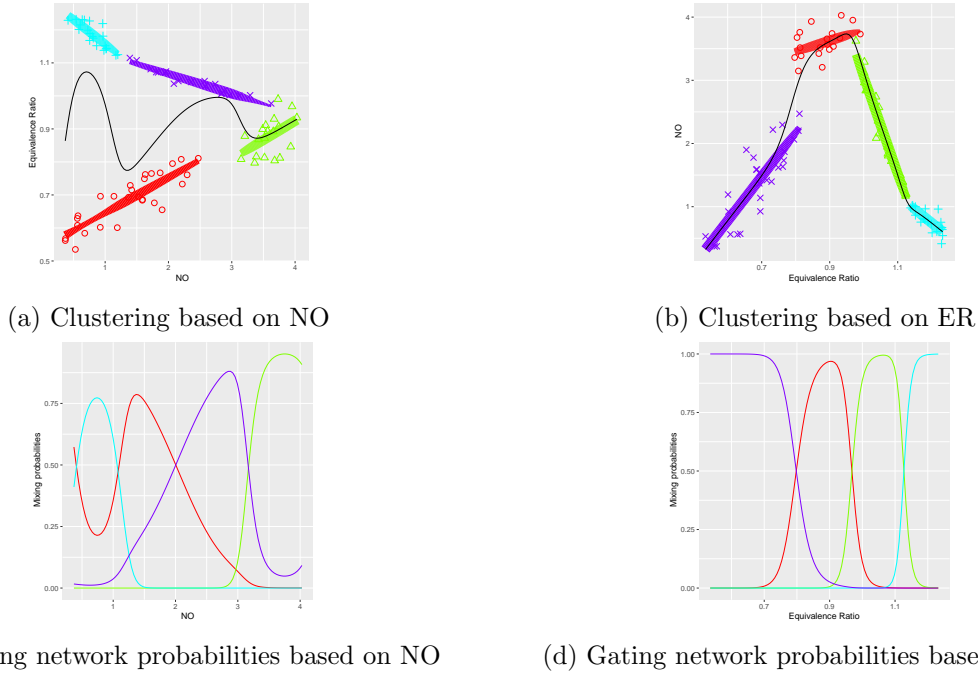 1.1
0.9
0.7
0.5
Equivalence Ratio
1
2
3
4
NO
4
3
2
1
NO
0.7
0.9
1.1
Equivalence Ratio
(a) Clustering based on NO
(b) Clustering based on ER
1.00
0.75
0.50
0.25
0.00
Mixing probabilities
1
2
3
4
NO
1.00
0.75
0.50
0.25
0.00
Mixing probabilities
0.7
0.9
1.1
Equivalence Ratio
ng network probabilities based on NO
(d) Gating network probabilities base